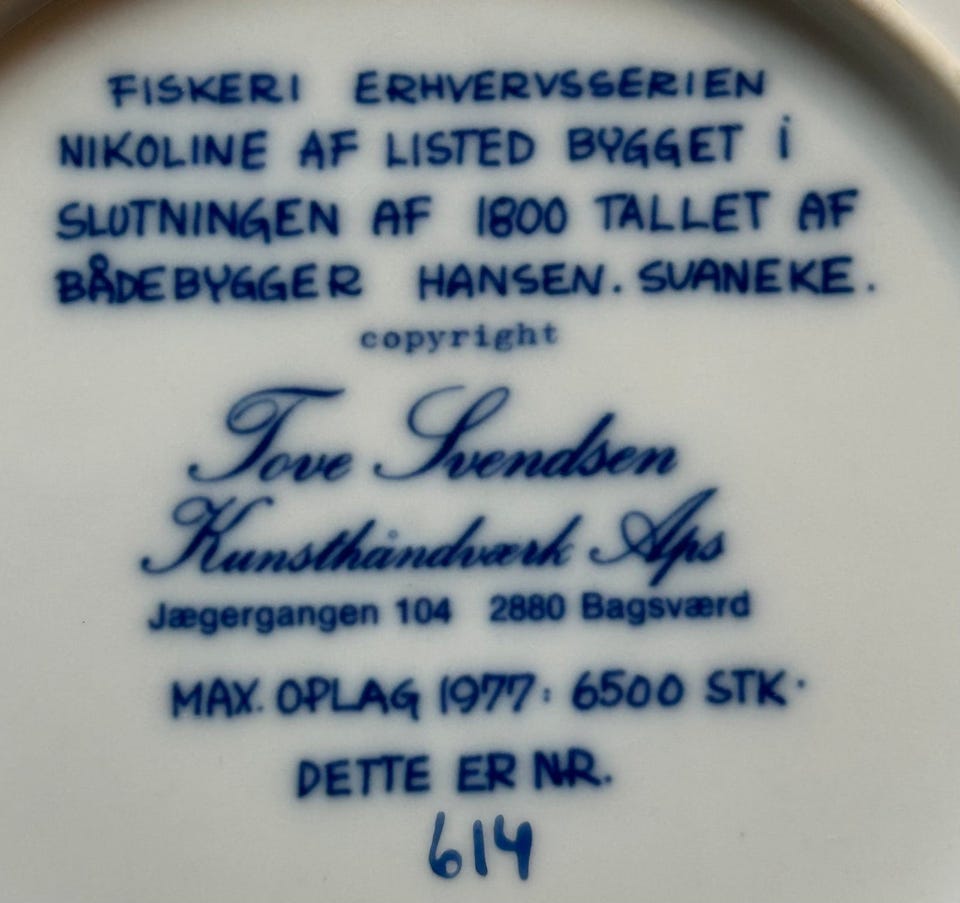 FISKERI ERHVERVSSERIEN
NIKOLINE AF LISTED BYGGET i
SLUTNINGEN AF 1800 TALLET AF
BÅDEBYGGER HANSEN. SVANEKE.
copyright
Tove Svendsen
Kunsthåndværk Aps
Jægergangen 104 2880 Bagsværd
MAX. OPLAG 1977: 6500 STK.
DETTE ER NR.
614